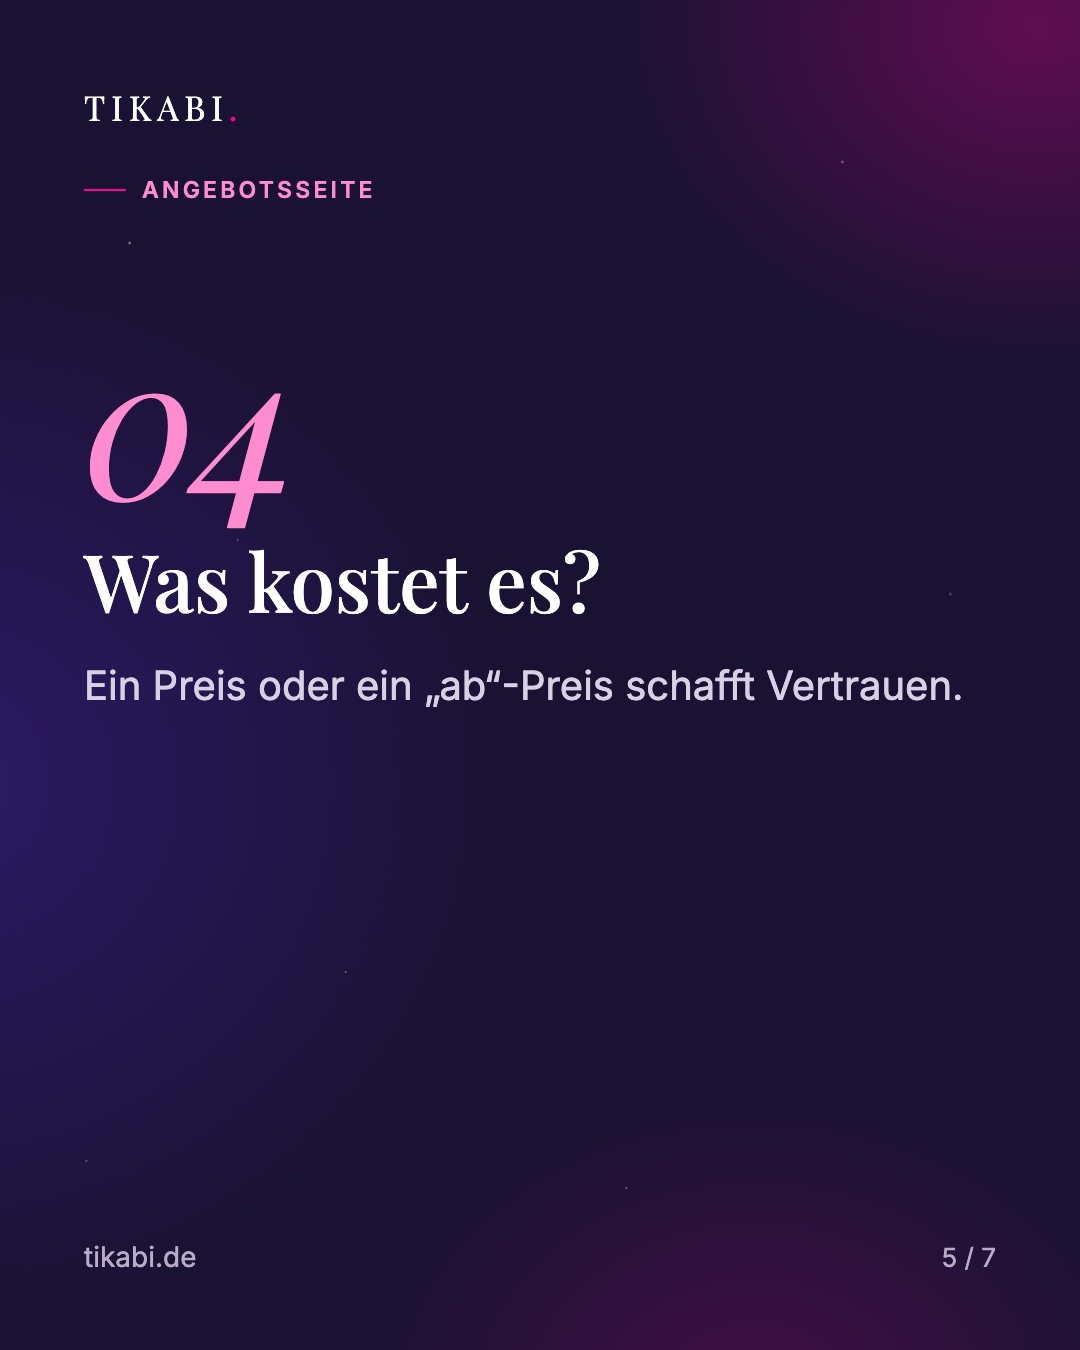 TIKABI.
ANGEBOTSSEITE
04
Was kostet es?
Ein Preis oder ein „ab“-Preis schafft Vertrauen.
tikabi.de
5 / 7